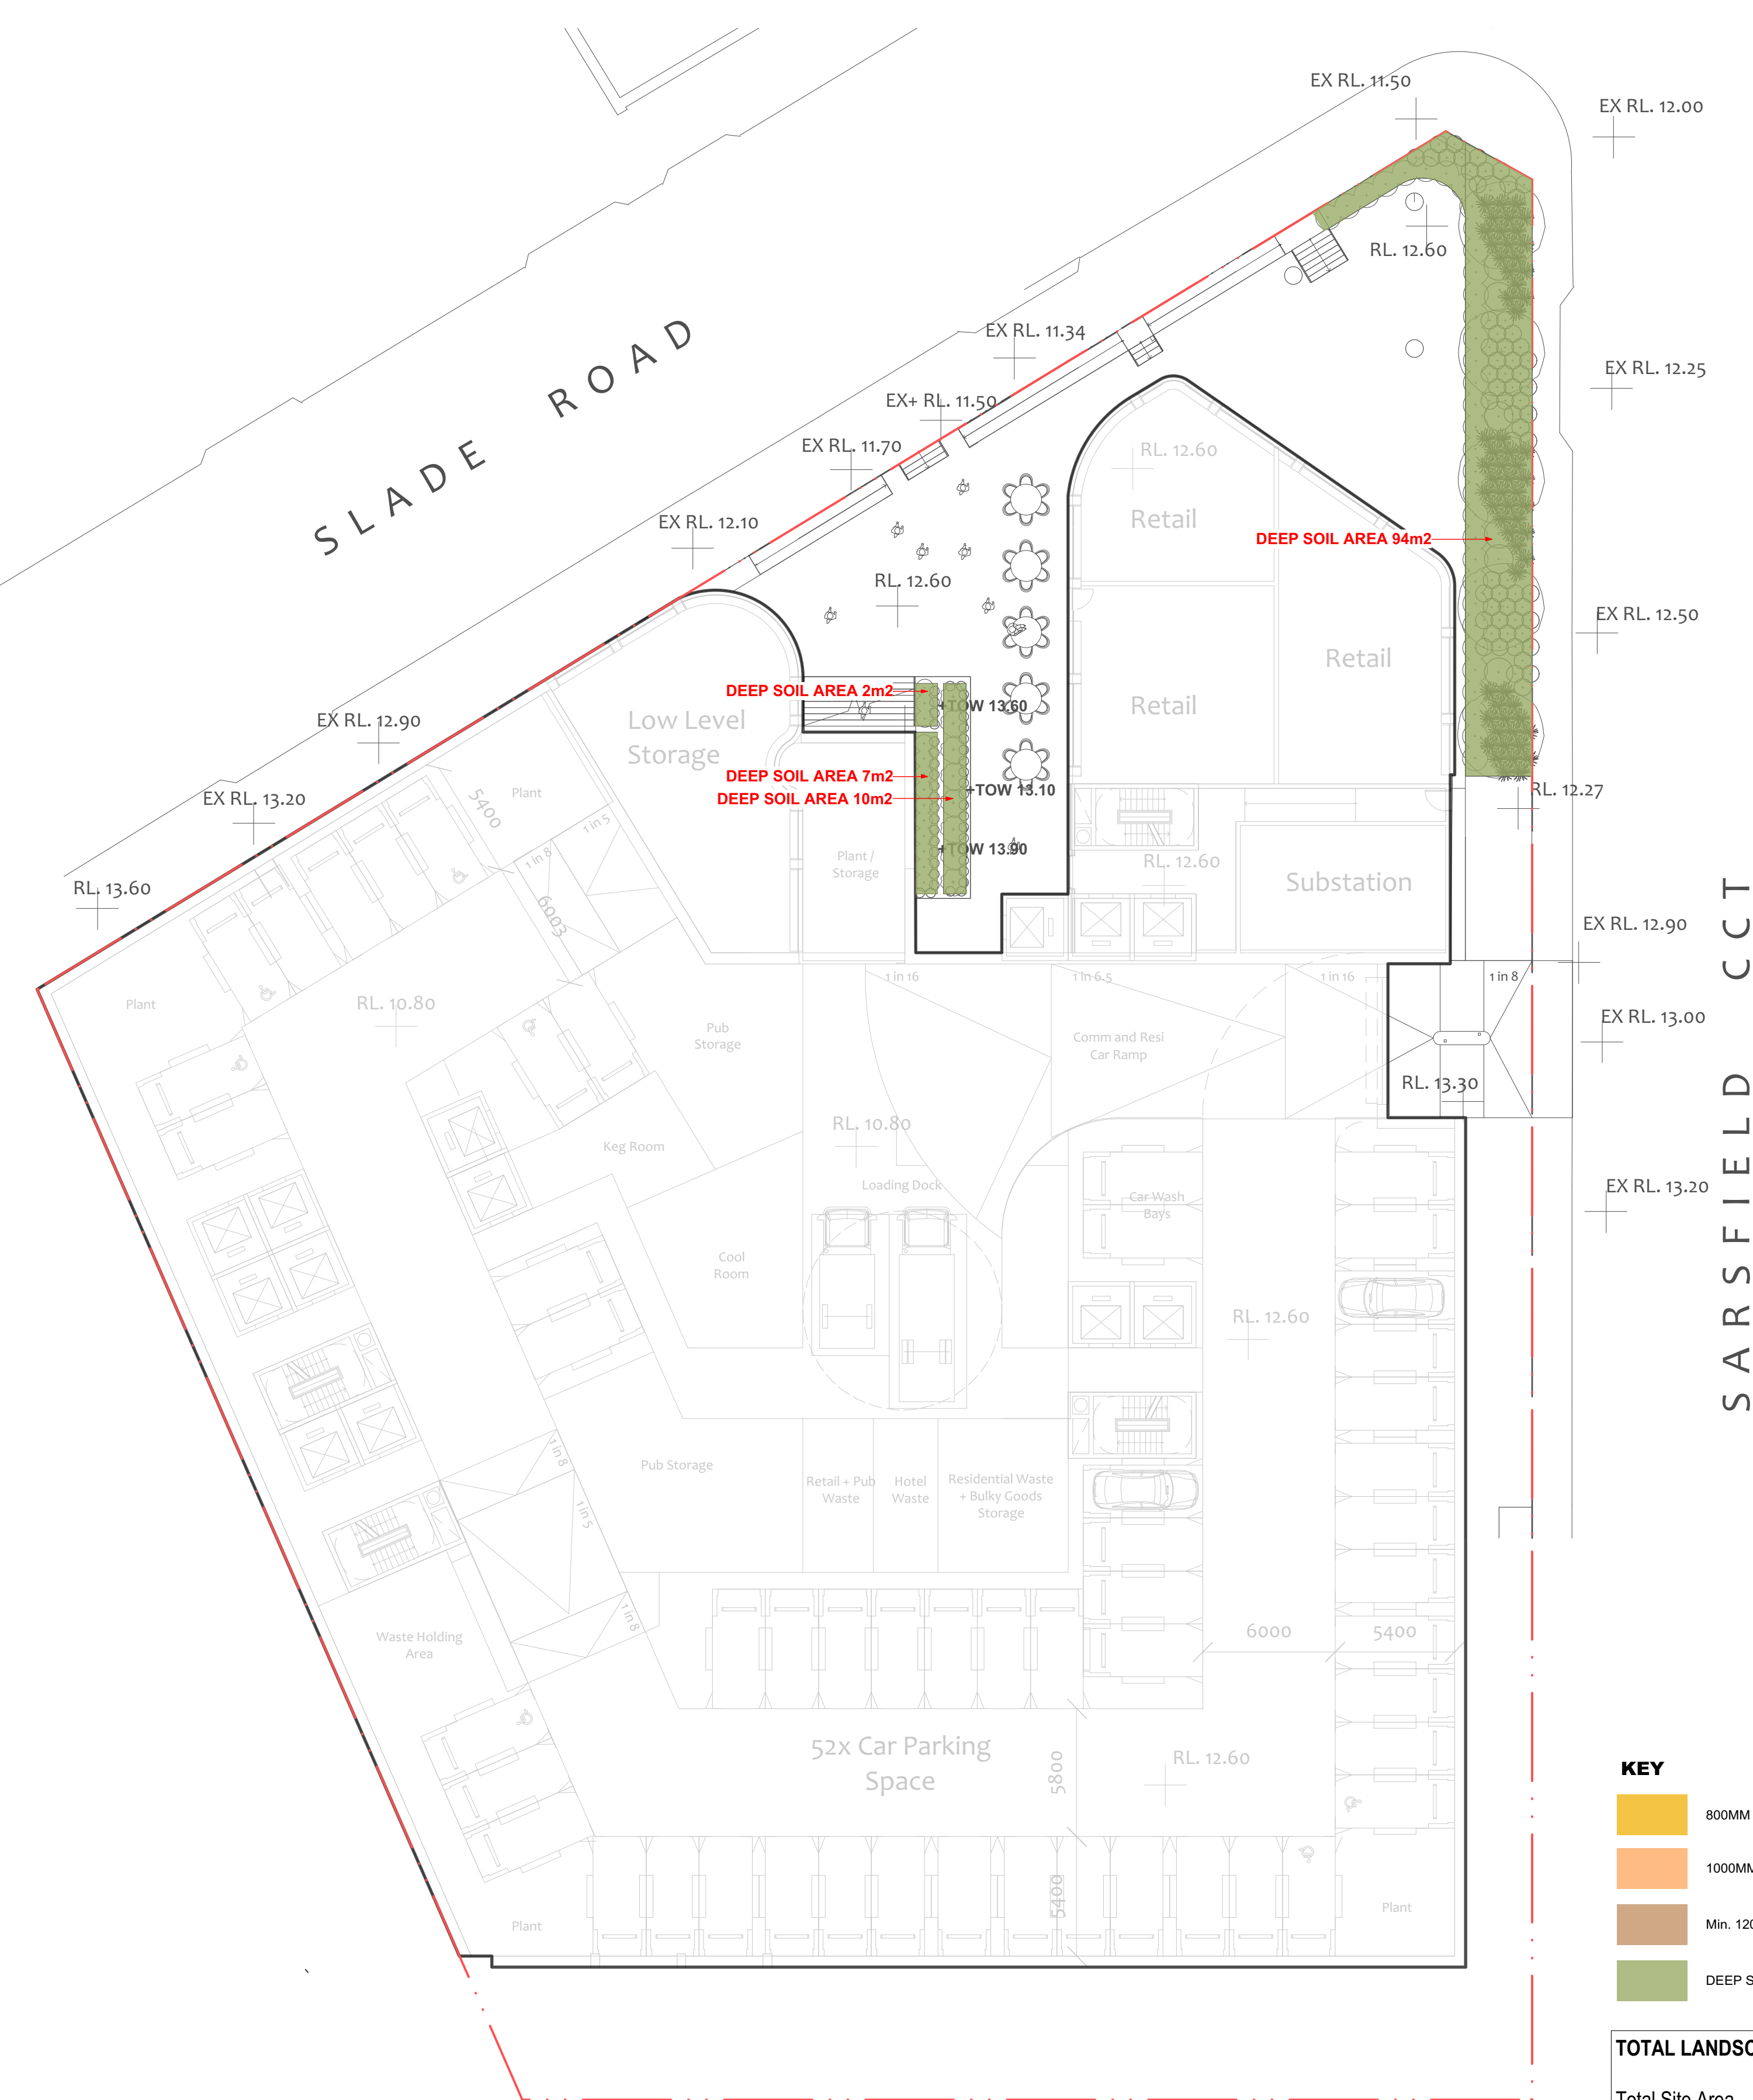 EX RL. 11.50
EX RL. 12.00
RL. 12.60
SLADE ROAD
EX RL. 11.34
EX RL. 12.25
EX+ RL. 11.50
EX RL. 11.70
RL. 12.60
EX RL. 12.10
Retail
DEEP SOIL AREA 94m2
RL. 12.60
EX RL. 12.50
Retail
DEEP SOIL AREA 2m2
+TOW 13.60
Retail
EX RL. 12.90
Low Level
Storage
DEEP SOIL AREA 7m2
DEEP SOIL AREA 10m2
+TOW 13.10
RL. 12.27
EX RL. 13.20
5400
Plant
1 in 5
1 in 8
+TOW 13.90
Plant /
Storage
RL. 12.60
Substation
RL. 13.60
6003
EX RL. 12.90
SARSFIELD CCT
1 in 16
1 in 6.5
1 in 16
1 in 8
Plant
RL. 10.80
EX RL. 13.00
Pub
Storage
Comm and Resi
Car Ramp
RL. 13.30
RL. 10.80
Keg Room
Loading Dock
EX RL. 13.20
Car Wash
Bays
Cool
Room
RL. 12.60
1 in 8
Pub Storage
Retail + Pub
Waste
Hotel
Waste
Residential Waste
+ Bulky Goods
Storage
1 in 5
1 in 8
Waste Holding
Area
6000
5400
52x Car Parking
Space
5800
RL. 12.60
5400
Plant
Plant
KEY
800MM
1000MM
Min. 120
DEEP S
TOTAL LANDSC
Total Site Area